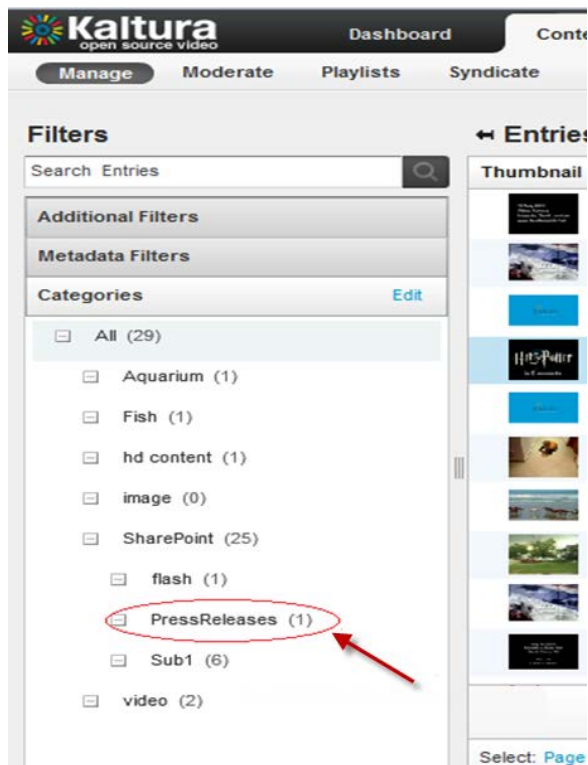 Kaltura
open source video
Dashboard
Conte
Manage
Moderate
Playlists
Syndicate
Filters
Entries
Search Entries
Thumbnail
Additional Filters
Metadata Filters
Categories
Edit
All (29)
Aquarium (1)
Fish (1)
hd content (1)
image (0)
SharePoint (25)
flash (1)
PressReleases (1)
Sub1 (6)
video (2)
Select: Page